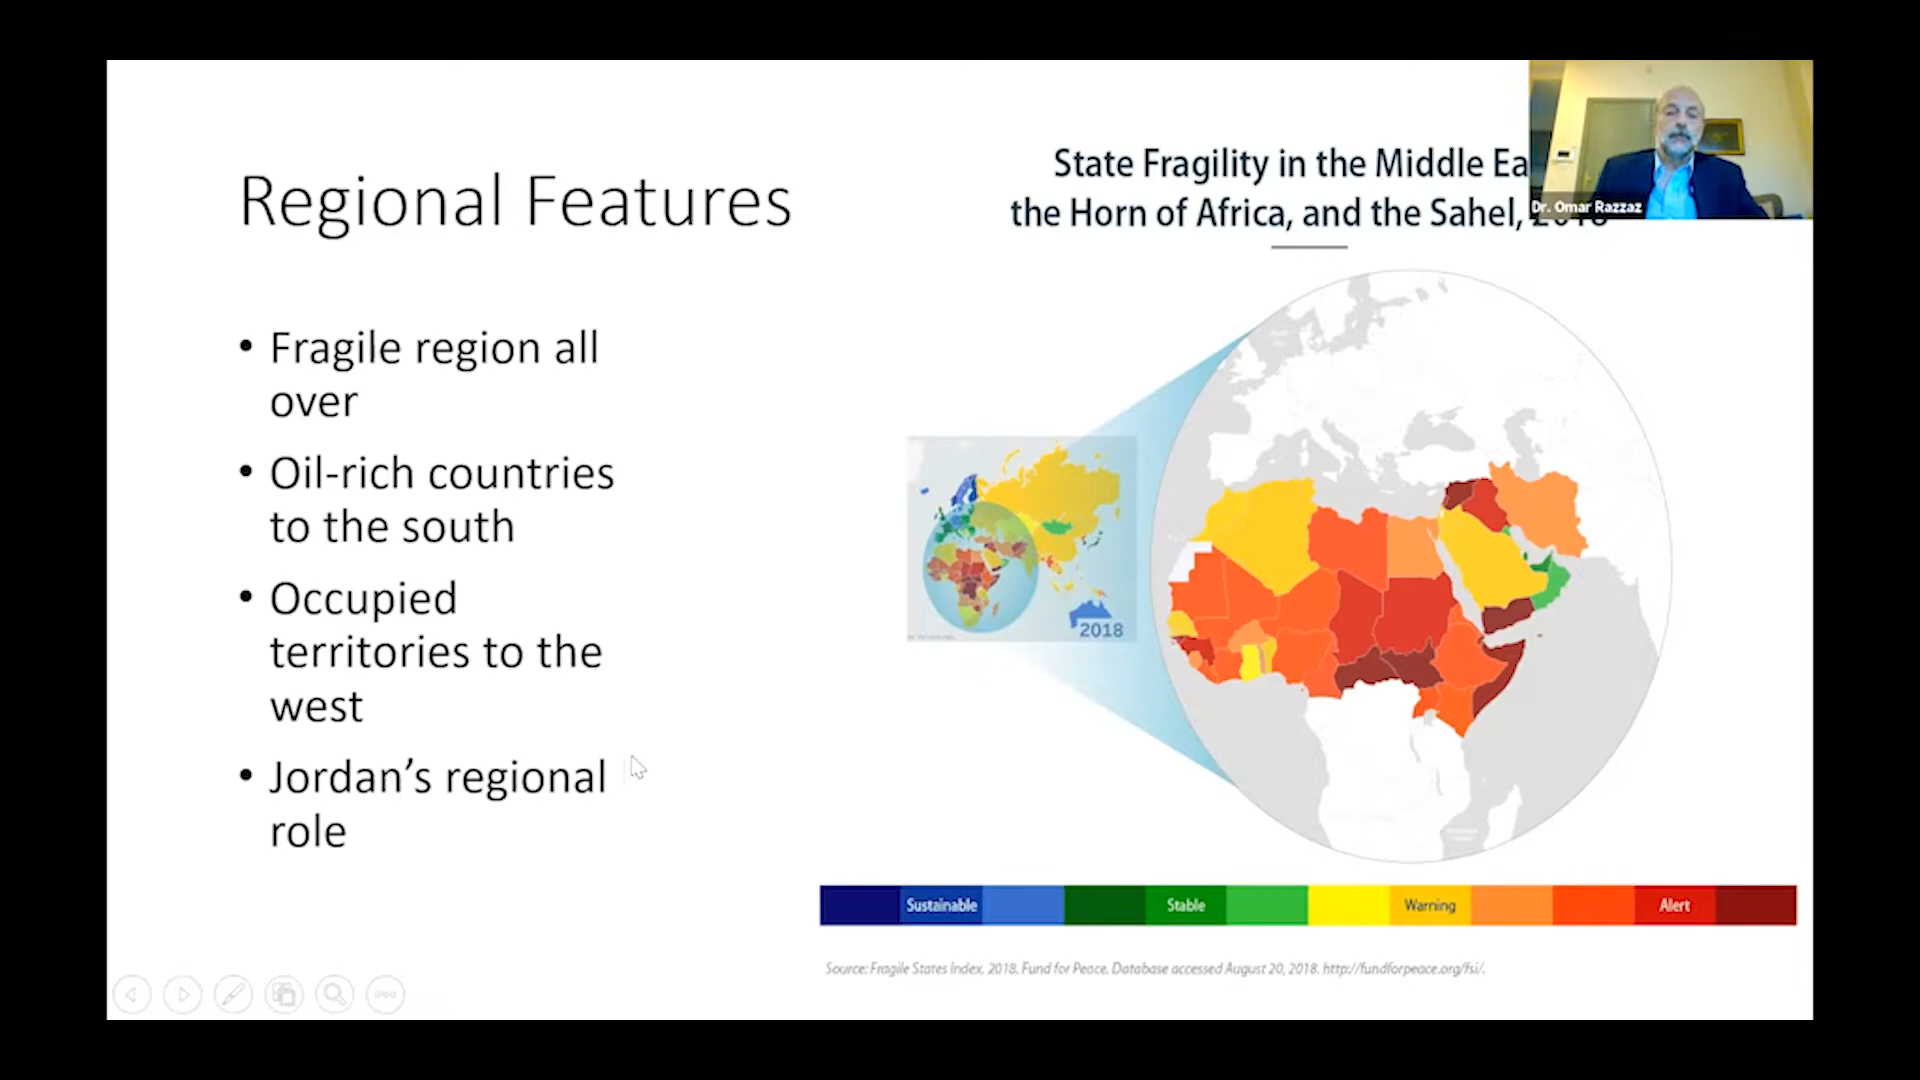 Regional Features
• Fragile region all
over
• Oil-rich countries
to the south
• Occupied
territories to the
west
• Jordan’s regional
role
State Fragility in the Middle Ea
the Horn of Africa, and the Sahel, 2018
Dr. Omar Razzaz
2018
Sustainable
Stable
Warning
Alert
Source: Fragile States Index, 2018. Fund for Peace. Database accessed August 20, 2018. http://fundforpeace.org/fsi/.